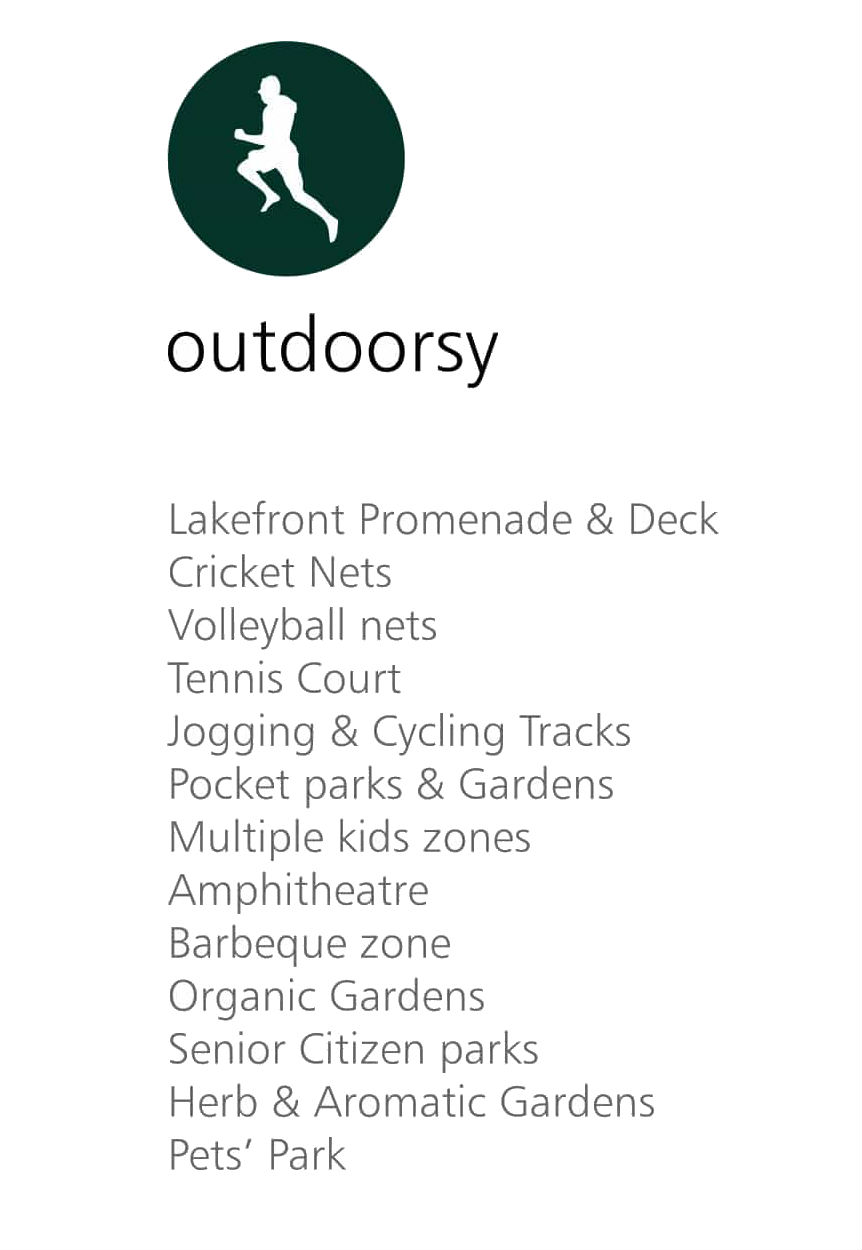 outdoorsy
Lakefront Promenade & Deck
Cricket Nets
Volleyball nets
Tennis Court
Jogging & Cycling Tracks
Pocket parks & Gardens
Multiple kids zones
Amphitheatre
Barbeque zone
Organic Gardens
Senior Citizen parks
Herb & Aromatic Gardens
Pets’ Park